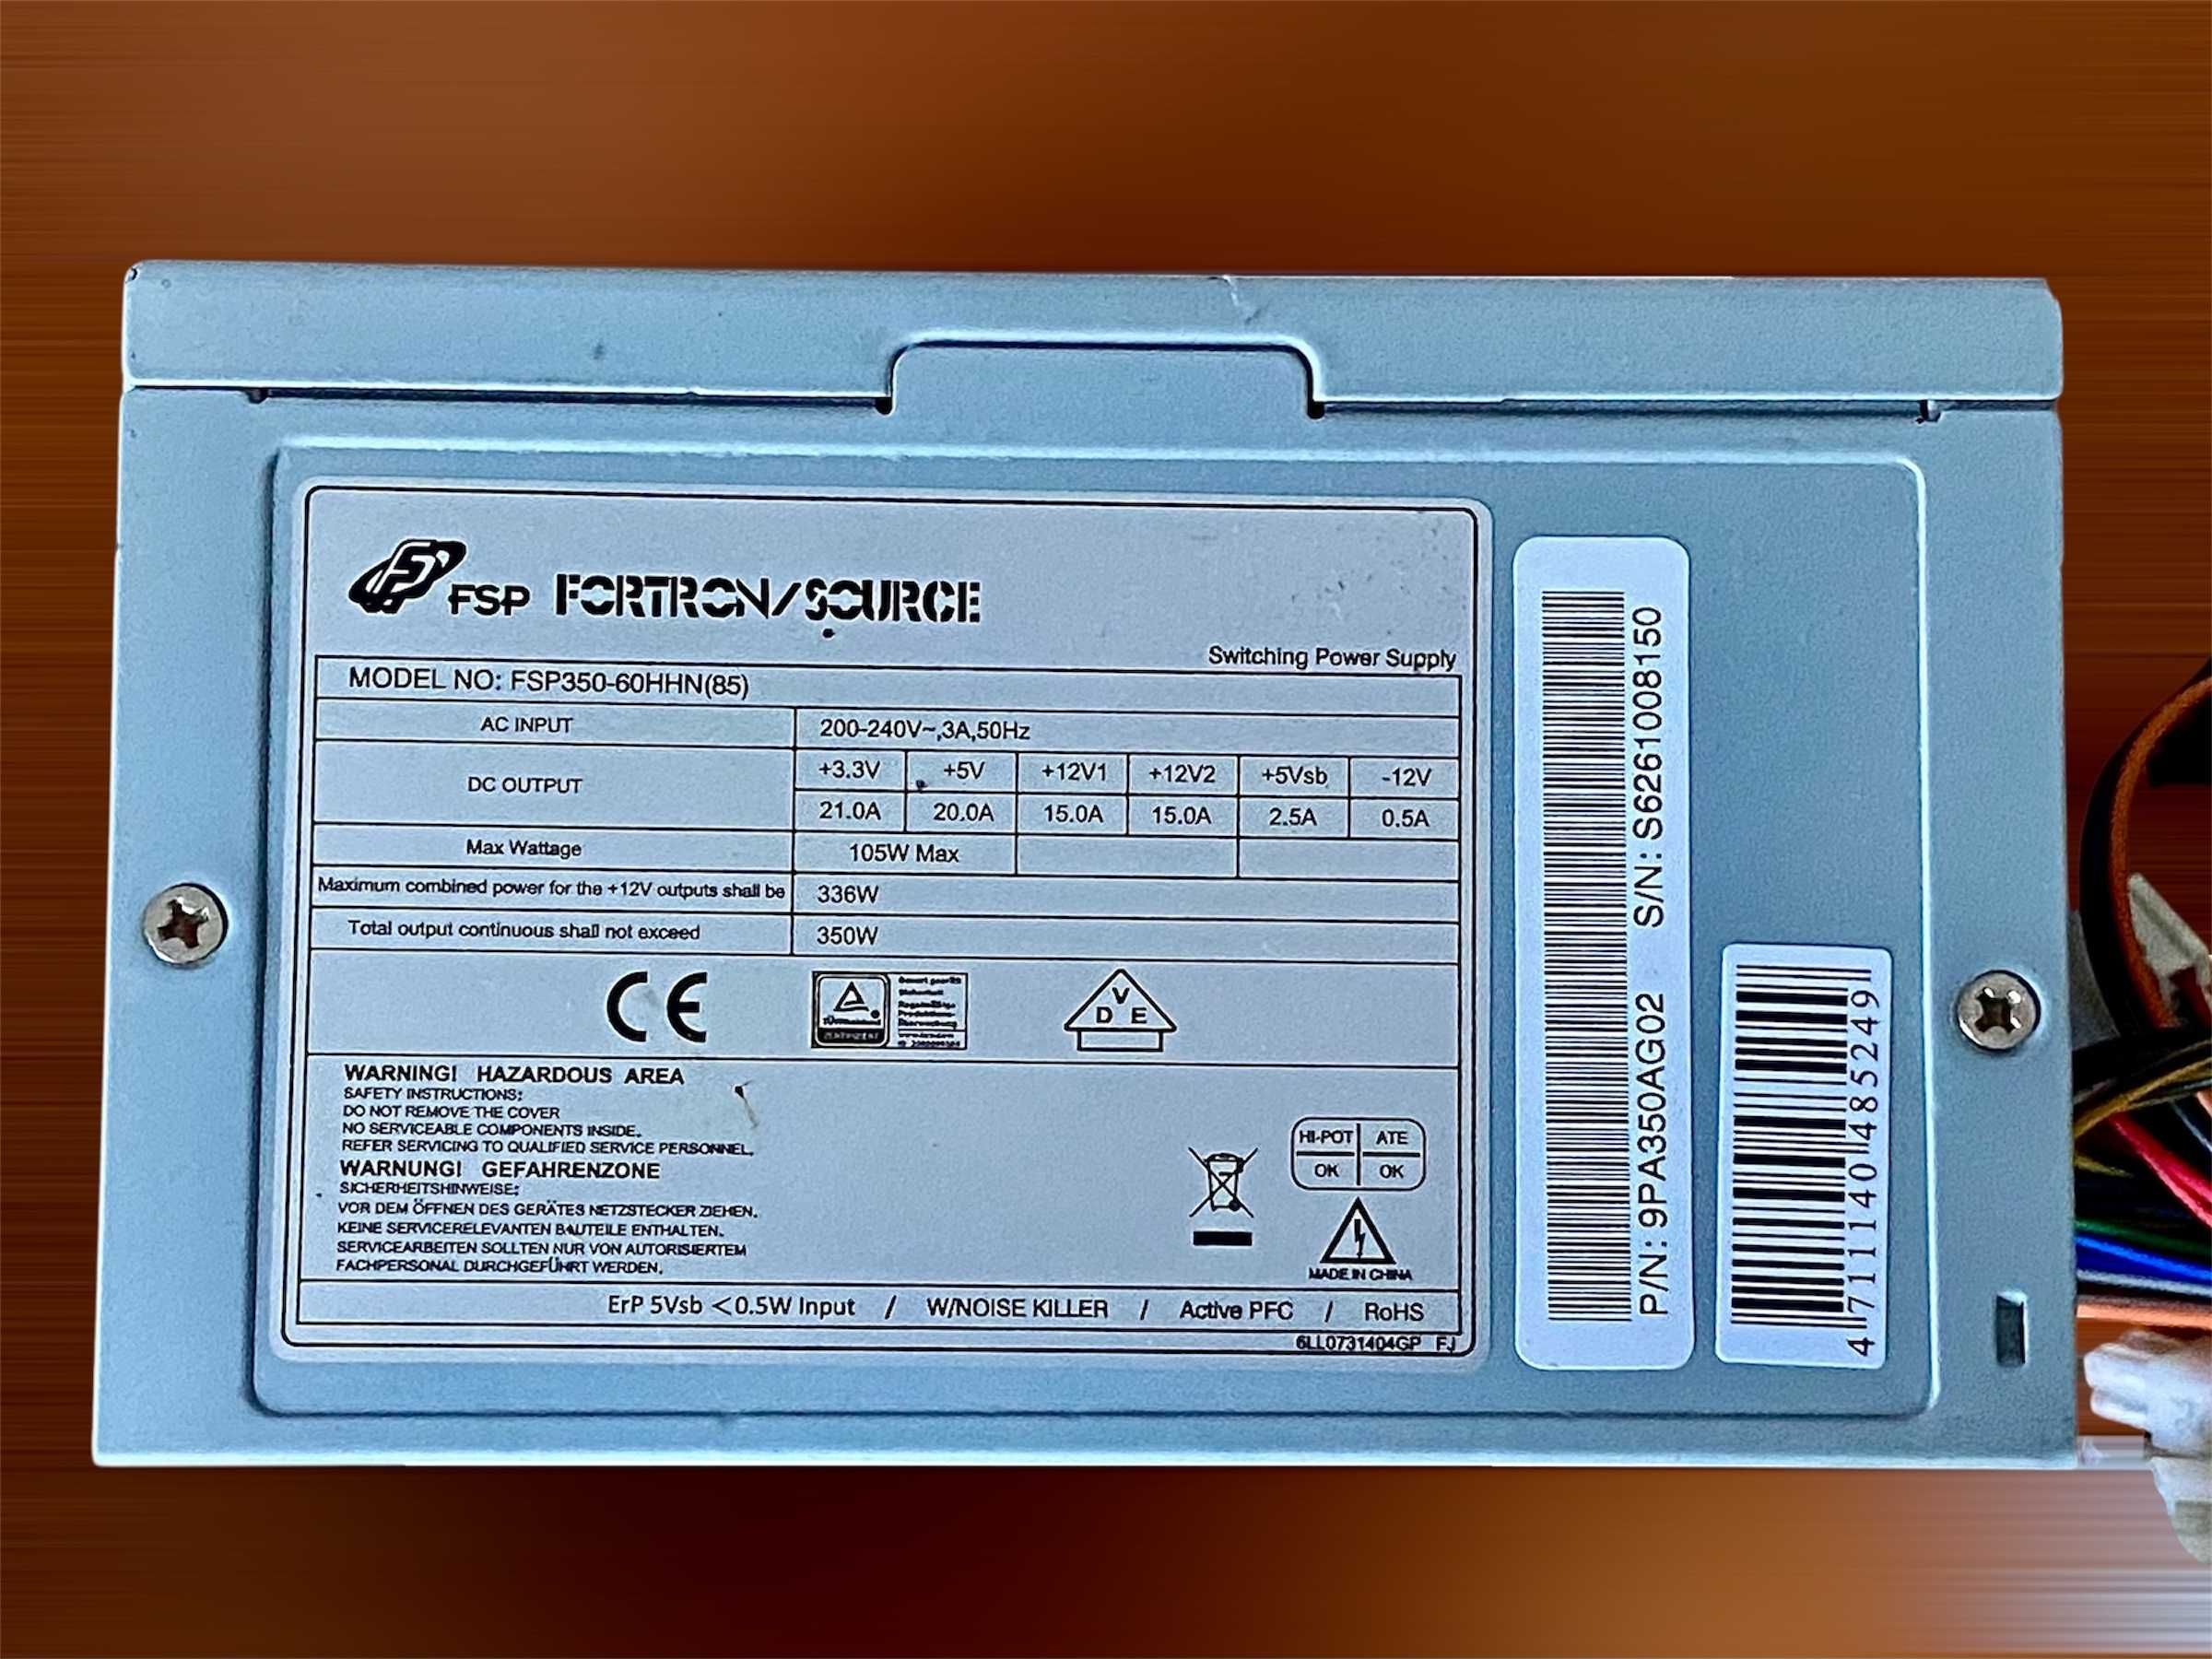 FSP FORTRON/SOURCE
Switching Power Supply
MODEL NO: FSP350-60HHN(85)
AC INPUT 200-240V~,3A,50Hz
DC OUTPUT +3.3V +5V +12V1 +12V2 +5Vsb -12V
21.0A 20.0A 15.0A 15.0A 2.5A 0.5A
Max Wattage 105W Max
Maximum combined power for the +12V outputs shall be 336W
Total output continuous shall not exceed 350W
CE
V
D E
WARNING! HAZARDOUS AREA
SAFETY INSTRUCTIONS:
DO NOT REMOVE THE COVER
NO SERVICEABLE COMPONENTS INSIDE.
REFER SERVICING TO QUALIFIED SERVICE PERSONNEL.
WARNUNG! GEFAHRENZONE
SICHERHEITSHINWEISE:
VOR DEM ÖFFNEN DES GERÄTES NETZSTECKER ZIEHEN.
KEINE SERVICERELEVANTEN BAUTEILE ENTHALTEN.
SERVICEARBEITEN SOLLTEN NUR VON AUTORISIERTEM
FACHPERSONAL DURCHGEFÜHRT WERDEN.
HI-POT ATE
OK OK
MADE IN CHINA
ErP 5Vsb <0.5W Input / W/NOISE KILLER / Active PFC / RoHS
6LL0731404GP FJ
P/N: 9PA350AG02 S/N: S6261008150
4711140485249